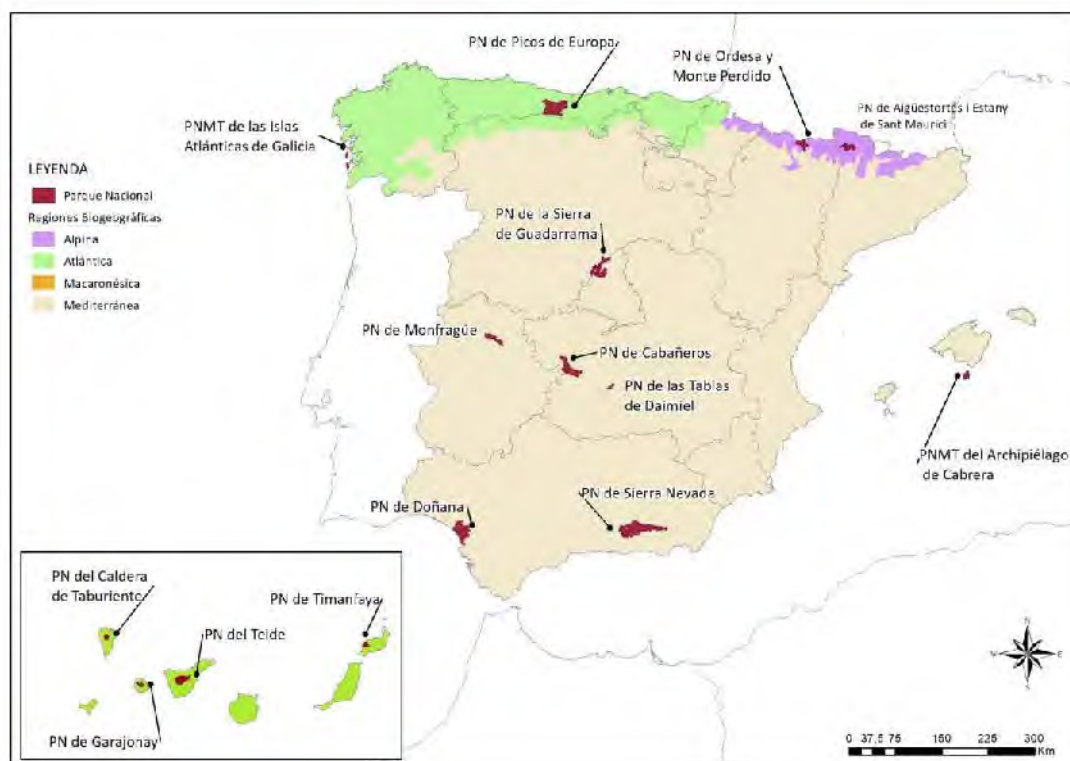 PN de Picos de Europa
PN de Ordesa y
Monte Perdido
PN de Aigüestortes i Estany
de Sant Maurici
PNMT de las Islas
Atlánticas de Galicia
LEYENDA
Parque Nacional
Regiones Biogeográficas
Alpina
Atlántica
Macaronésica
Mediterránea
PN de la Sierra
de Guadarrama
PN de Monfragüe
PN de Cabañeros
PN de las Tablas
de Daimiel
PNMT del Archipiélago
de Cabrera
PN de Doñana
PN de Sierra Nevada
PN del Caldera
de Taburiente
PN de Timanfaya
PN del Teide
PN de Garajonay
N
W
E
S
0 37,5 75 150 225 300
Km